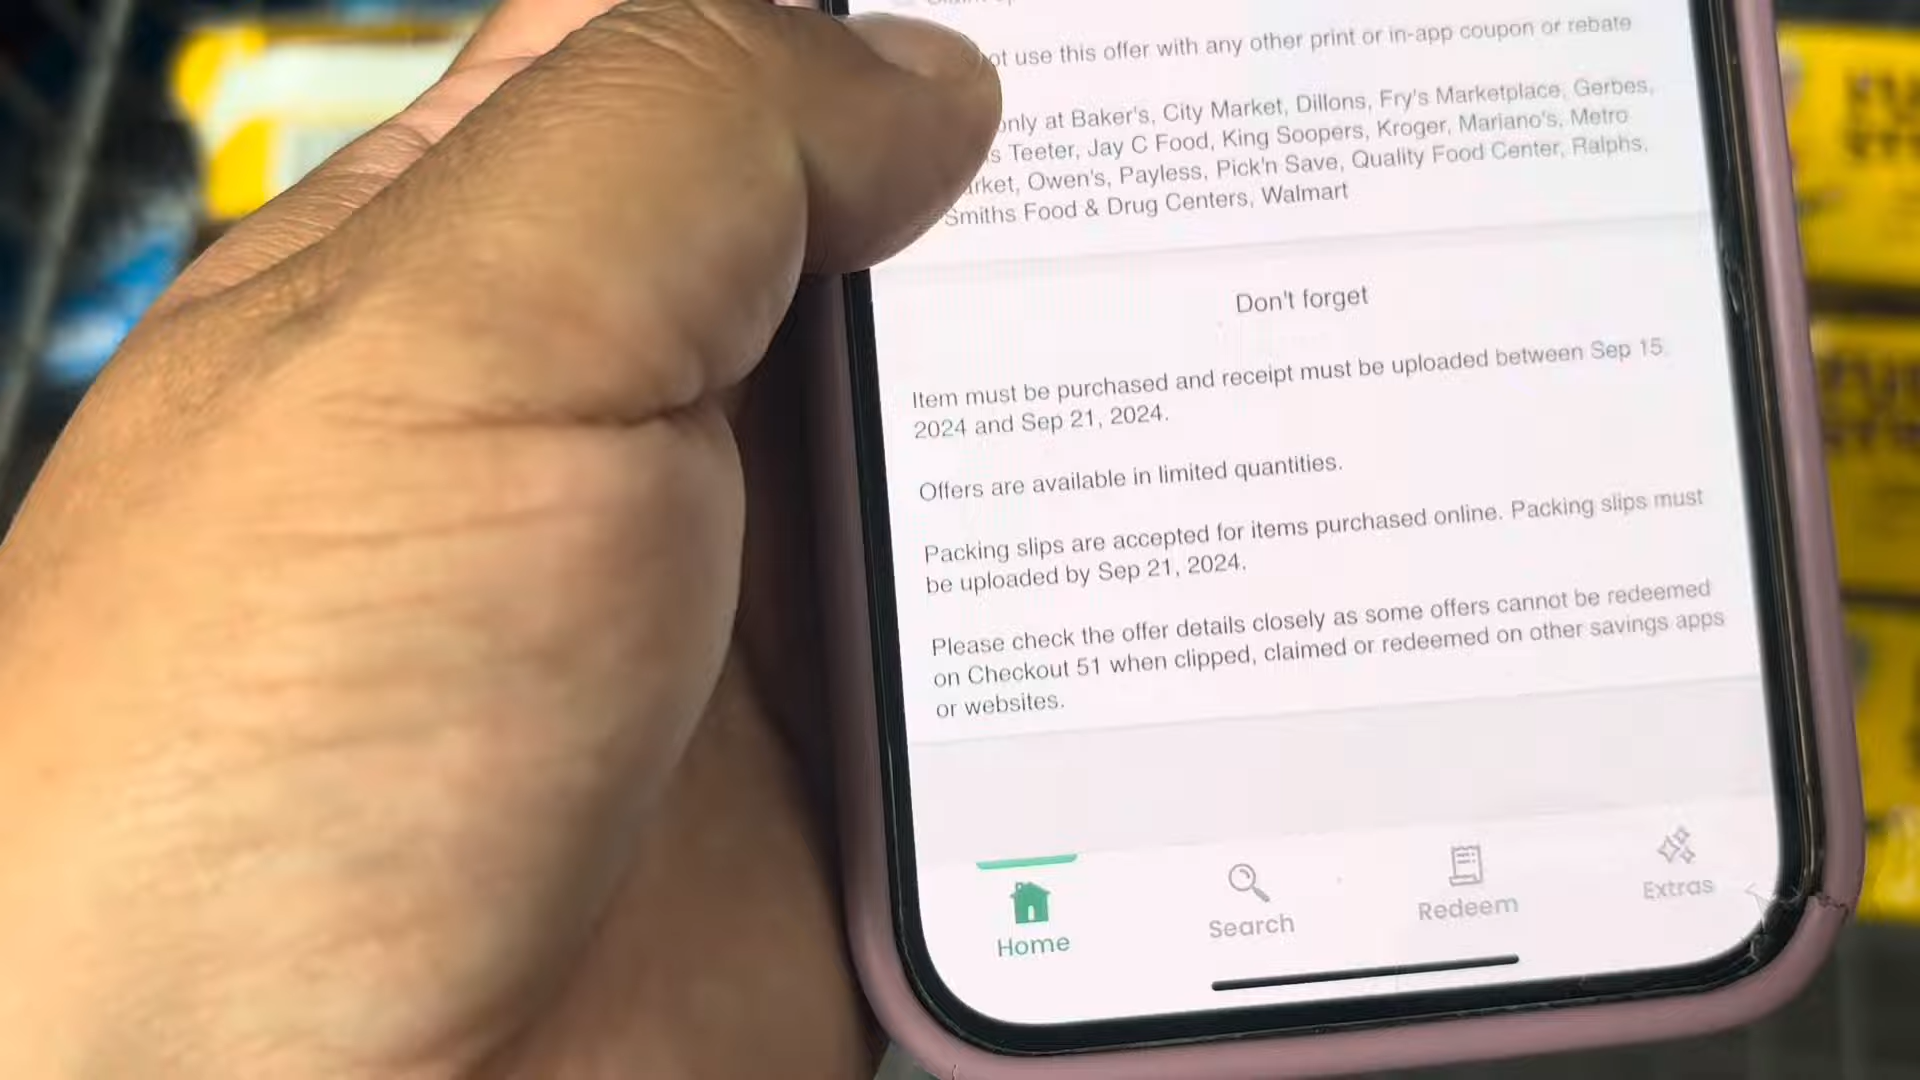 ot use this offer with any other print or in-app coupon or rebate
only at Baker's, City Market, Dillons, Fry's Marketplace, Gerbes,
s Teeter, Jay C Food, King Soopers, Kroger, Mariano's, Metro
rket, Owen's, Payless, Pick'n Save, Quality Food Center, Ralphs,
Smiths Food & Drug Centers, Walmart
Don't forget
Item must be purchased and receipt must be uploaded between Sep 15,
2024 and Sep 21, 2024.
Offers are available in limited quantities.
Packing slips are accepted for items purchased online. Packing slips must
be uploaded by Sep 21, 2024.
Please check the offer details closely as some offers cannot be redeemed
on Checkout 51 when clipped, claimed or redeemed on other savings apps
or websites.
Home
Search
Redeem
Extras